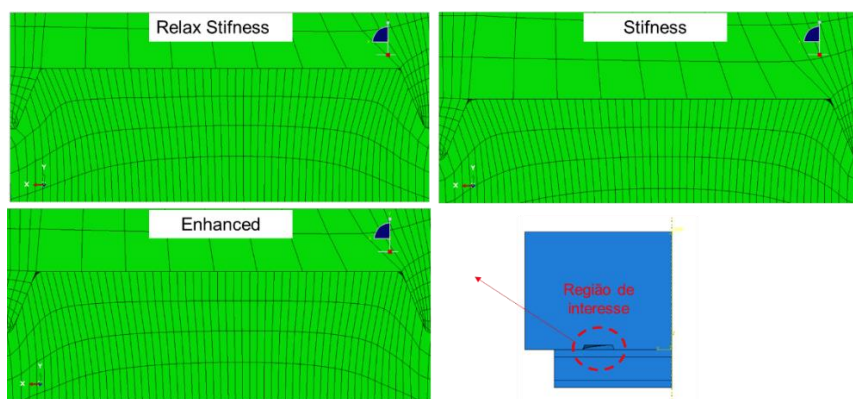 Relax Stifness
Stifness
Y
X
Y
X
Enhanced
Região de
interesse
Y
X